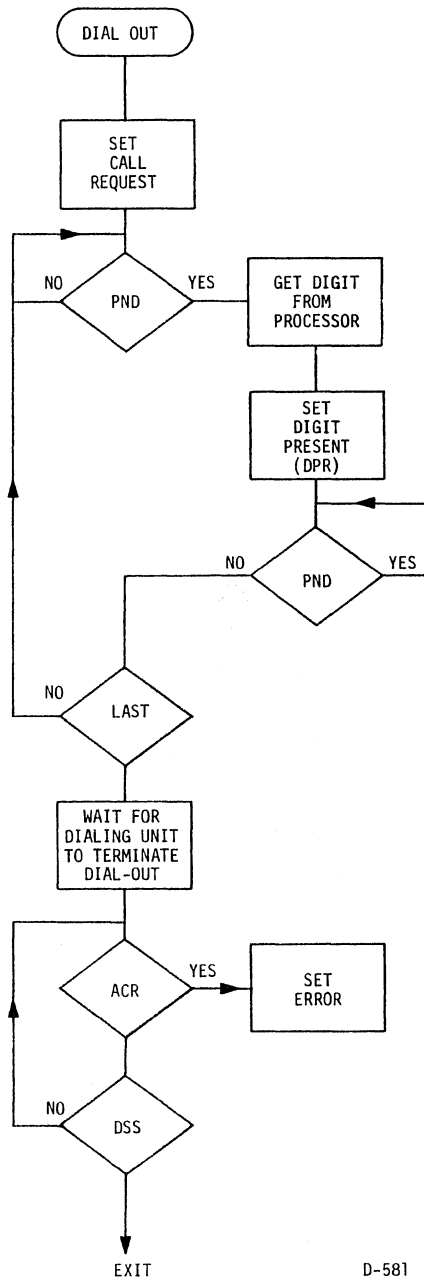 DIAL OUT
SET
CALL
REQUEST
NO
PND
YES
GET DIGIT
FROM
PROCESSOR
SET
DIGIT
PRESENT
(DPR)
NO
PND
YES
NO
LAST
WAIT FOR
DIALING UNIT
TO TERMINATE
DIAL-OUT
ACR
YES
SET
ERROR
NO
DSS
EXIT
D-581